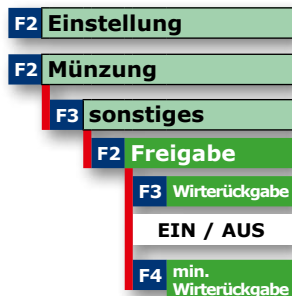 F2 Einstellung
F2 Münzung
F3 sonstiges
F2 Freigabe
F3 Wirterückgabe
EIN / AUS
F4 min.
Wirterückgabe